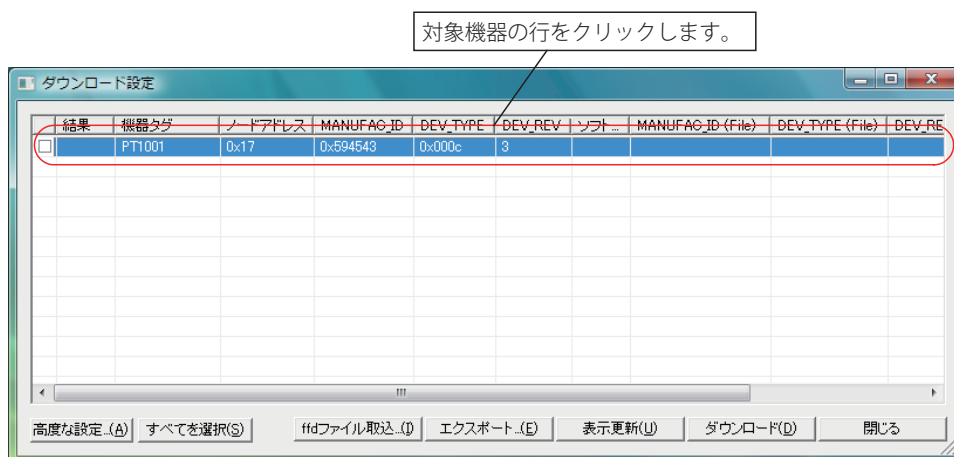 対象機器の行をクリックします。
ダウンロード設定
結果 機器タグ ノードアドレス MANUFAC_ID DEV_TYPE DEV_REV ソフト... MANUFAC_ID (File) DEV_TYPE (File) DEV_RE
PT1001 0x17 0x594543 0x000c 3
高度な設定...(A) すべてを選択(S) ffdファイル取込...(I) エクスポート...(E) 表示更新(U) ダウンロード(D) 閉じる